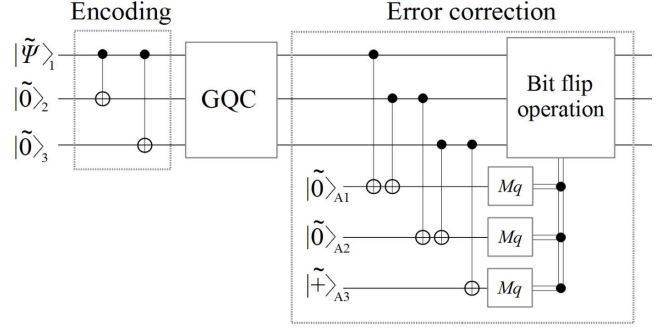 Encoding
Error correction
|Ψ̃⟩₁
|0̃⟩₂
|0̃⟩₃
GQC
Bit flip
operation
|0̃⟩A1
Mq
|0̃⟩A2
Mq
|+̃⟩A3
Mq